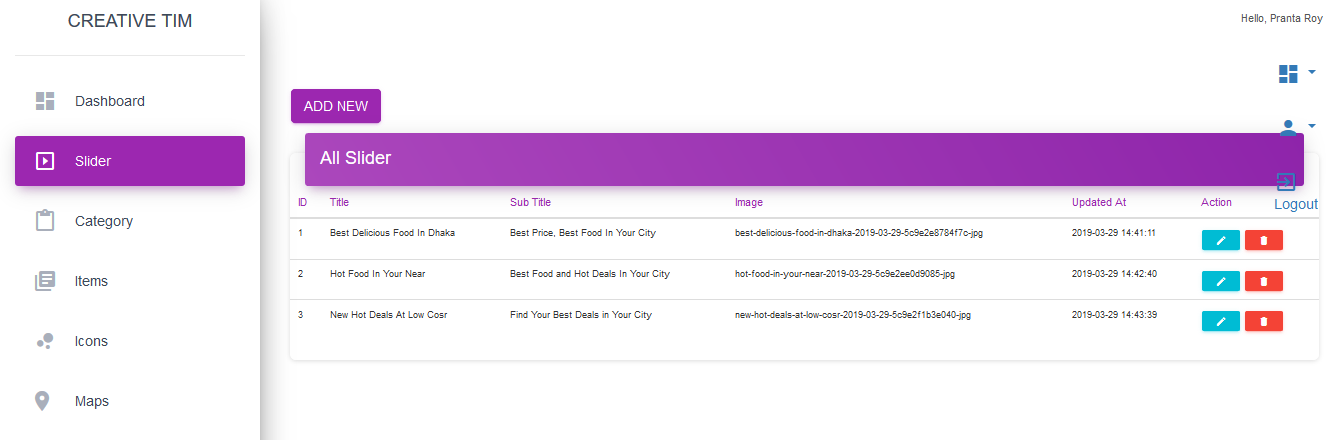 CREATIVE TIM
Hello, Pranta Roy
Dashboard
Slider
Category
Items
Icons
Maps
ADD NEW
All Slider
Logout
ID Title Sub Title Image Updated At Action
1 Best Delicious Food In Dhaka Best Price, Best Food In Your City best-delicious-food-in-dhaka-2019-03-29-5c9e2e8784f7c-jpg 2019-03-29 14:41:11
2 Hot Food In Your Near Best Food and Hot Deals In Your City hot-food-in-your-near-2019-03-29-5c9e2ee0d9085-jpg 2019-03-29 14:42:40
3 New Hot Deals At Low Cosr Find Your Best Deals in Your City new-hot-deals-at-low-cosr-2019-03-29-5c9e2f1b3e040-jpg 2019-03-29 14:43:39